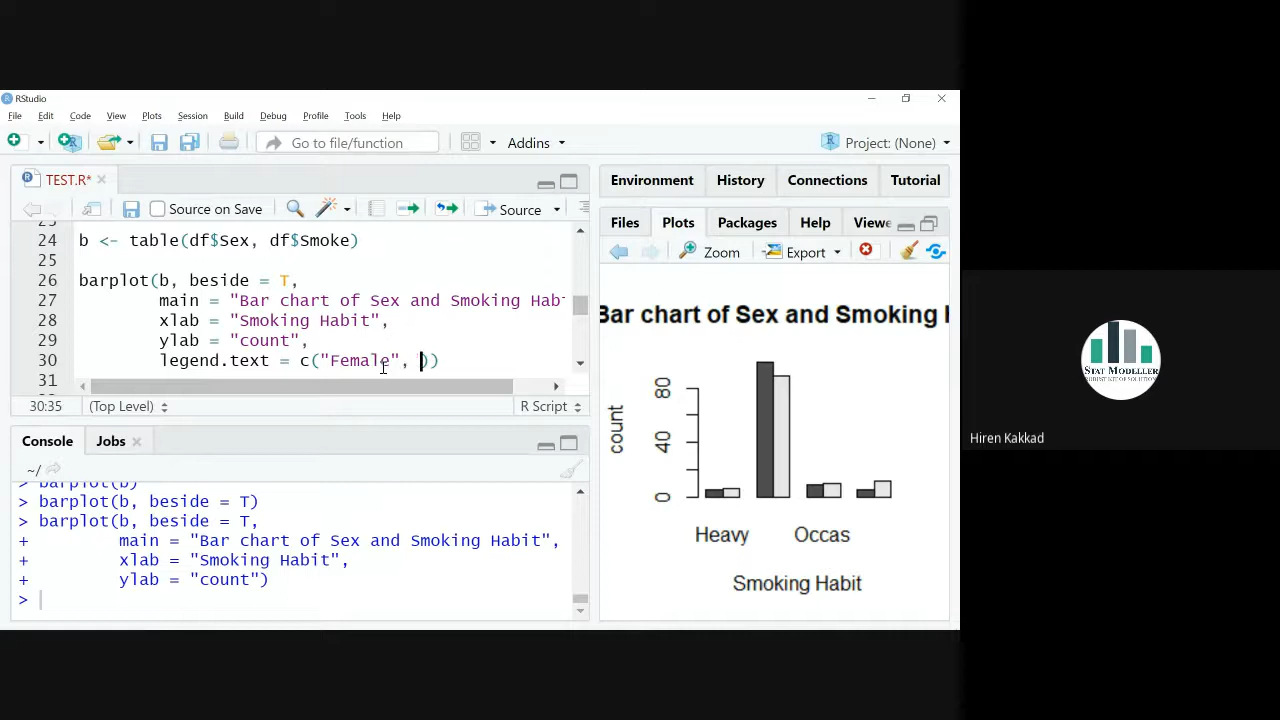 RStudio
File Edit Code View Plots Session Build Debug Profile Tools Help
Go to file/function Addins Project: (None)
TEST.R*
Source on Save Source
24 b <- table(df$Sex, df$Smoke)
25
26 barplot(b, beside = T,
27 main = "Bar chart of Sex and Smoking Hab
28 xlab = "Smoking Habit",
29 ylab = "count",
30 legend.text = c("Female", ))
31
30:35 (Top Level) R Script
Console Jobs
~/
> barplot(b)
> barplot(b, beside = T)
> barplot(b, beside = T,
+ main = "Bar chart of Sex and Smoking Habit",
+ xlab = "Smoking Habit",
+ ylab = "count")
>
Environment History Connections Tutorial
Files Plots Packages Help Viewe
Zoom Export
Bar chart of Sex and Smoking H
count
80
40
0
Heavy Occas
Smoking Habit
STAT MODELLER
Hiren Kakkad